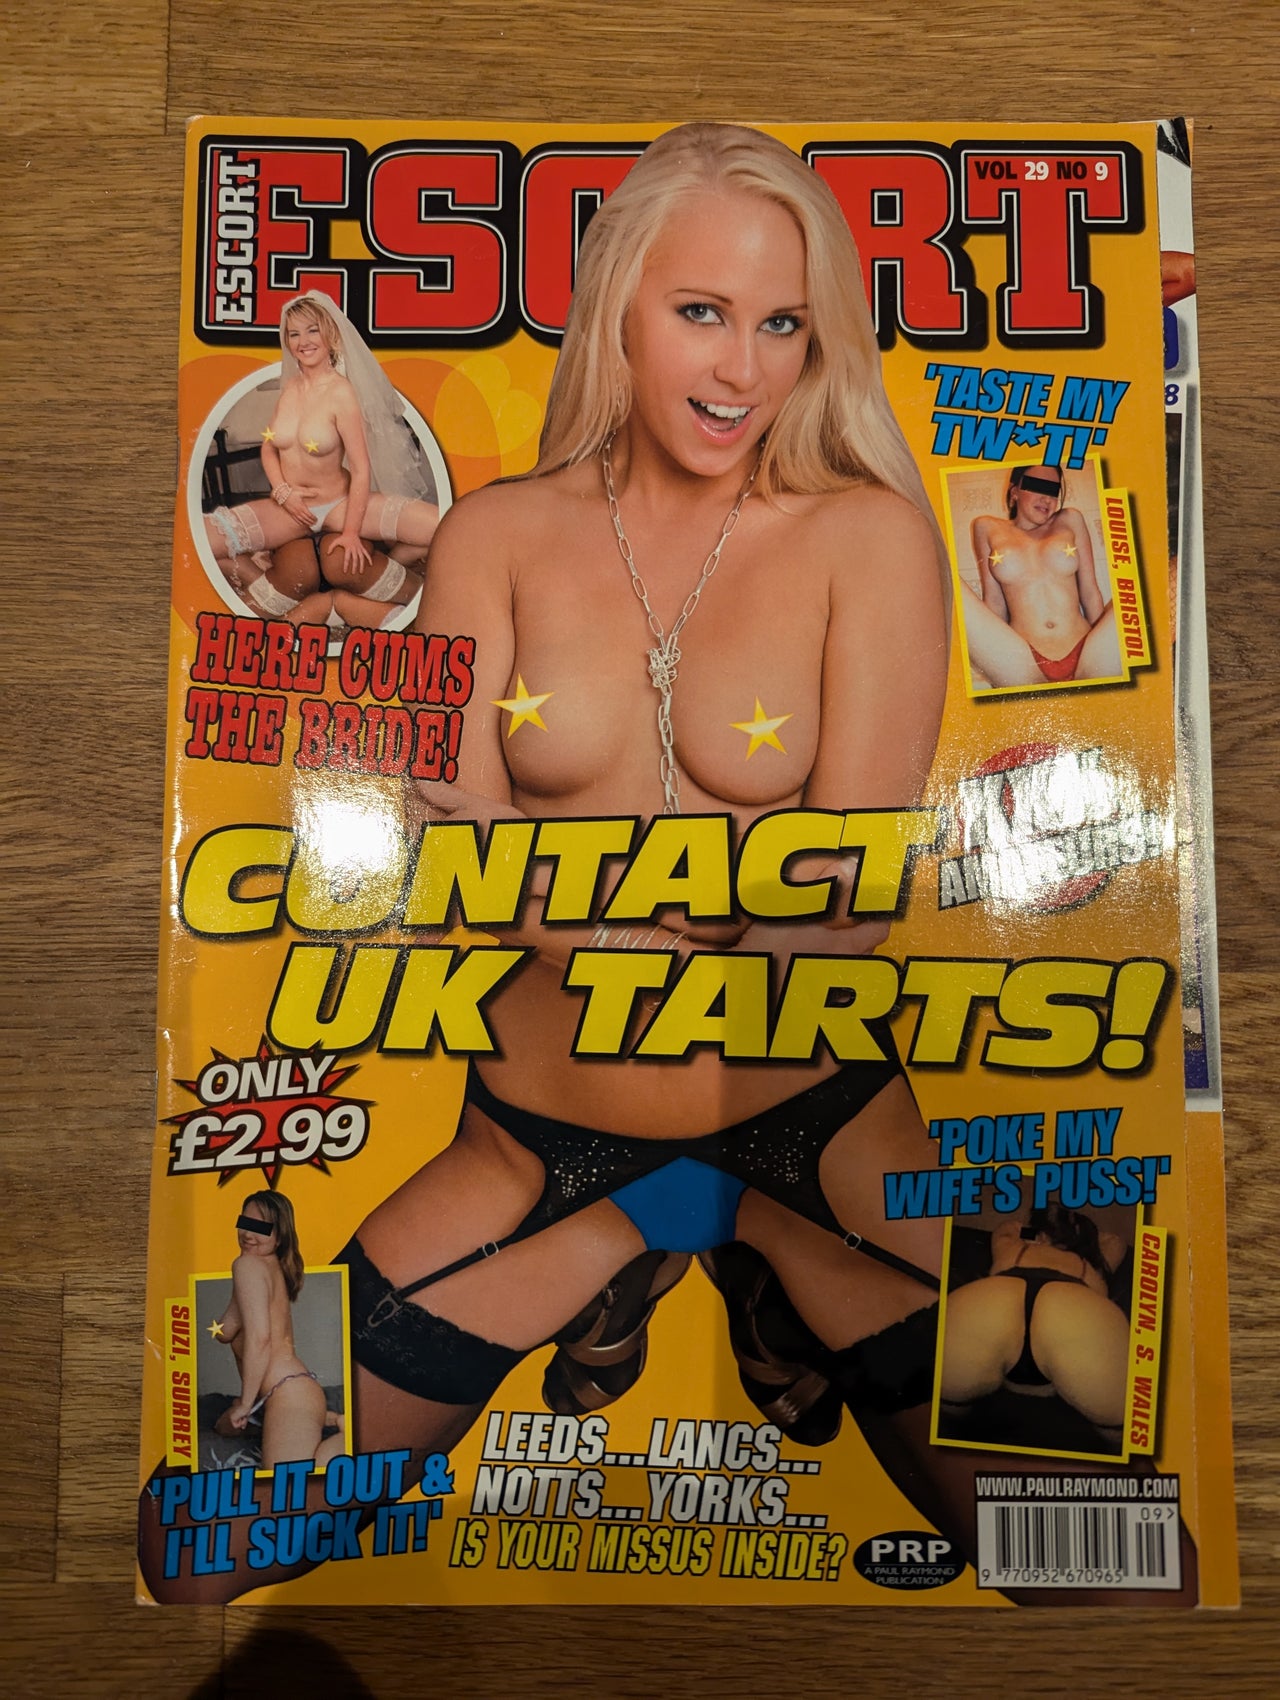 ESCORT
ESCORT
VOL 29 NO 9
'TASTE MY
TW*T!'
LOUISE, BRISTOL
HERE CUMS
THE BRIDE!
CONTACT
UK TARTS!
ONLY
£2.99
'POKE MY
WIFE'S PUSS!'
CAROLYN, S. WALES
SUZI, SURREY
'PULL IT OUT &
I'LL SUCK IT!'
LEEDS...LANCS...
NOTTS...YORKS...
IS YOUR MISSUS INSIDE?
PRP
A PAUL RAYMOND
PUBLICATION
WWW.PAULRAYMOND.COM
09>
9 770952 670965
8